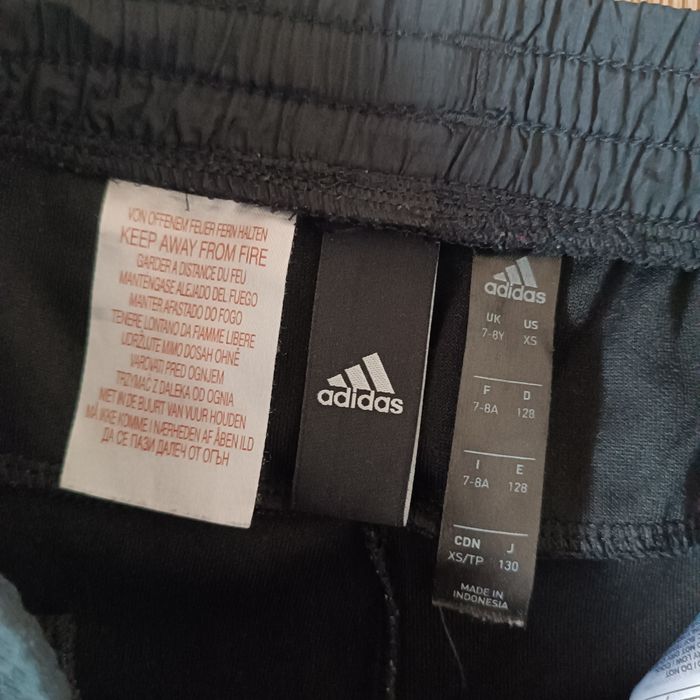 VON OFFENEM FEUER FERN HALTEN
KEEP AWAY FROM FIRE
GARDER A DISTANCE DU FEU
MANTENGASE ALEJADO DEL FUEGO
MANTER AFASTADO DO FOGO
TENERE LONTANO DA FIAMME LIBERE
UDRŽUJTE MIMO DOSAH OHNĚ
VAROVATI PRED OGNJEM
TRZYMAĆ Z DALEKA OD OGNIA
NIET IN DE BUURT VAN VUUR HOUDEN
MÅ IKKE KOMME I NÆRHEDEN AF ÅBEN ILD
ДА СЕ ПАЗИ ДАЛЕЧ ОТ ОГЪН
adidas
adidas
UK US
7-8Y XS
F D
7-8A 128
I E
7-8A 128
CDN J
XS/TP 130
MADE IN
INDONESIA